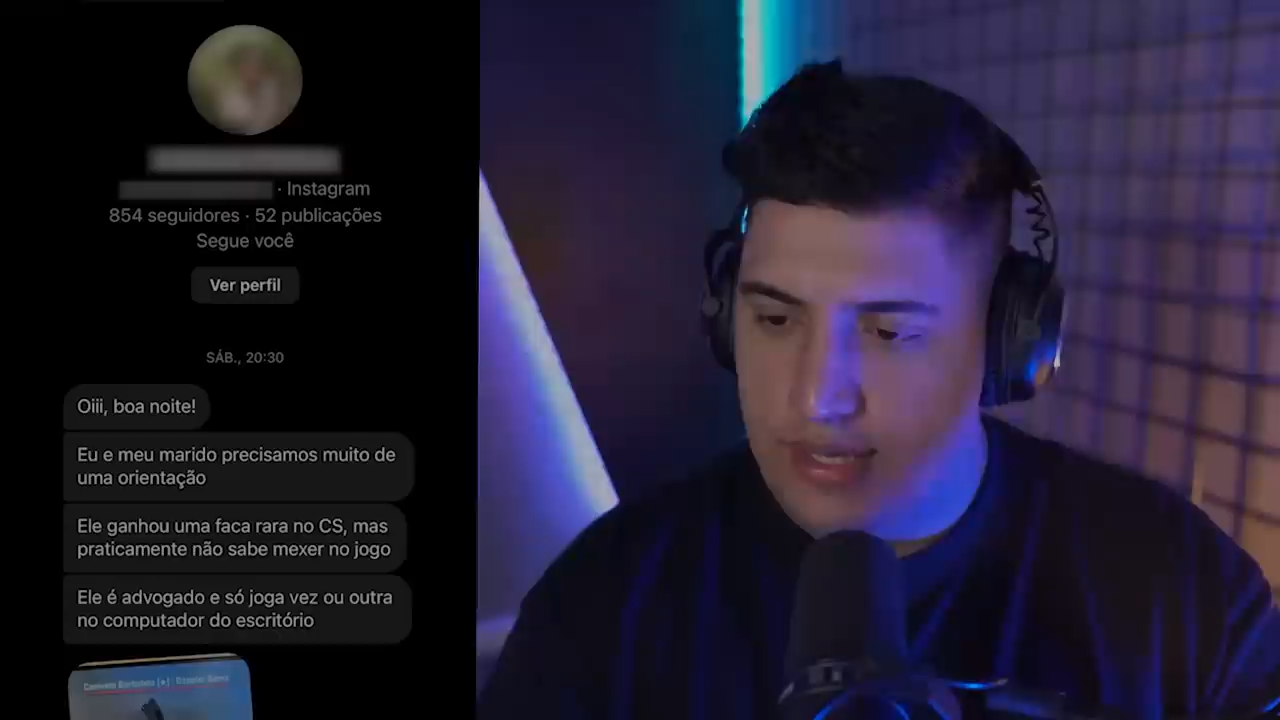 · Instagram
854 seguidores · 52 publicações
Segue você
Ver perfil
SÁB., 20:30
Oiii, boa noite!
Eu e meu marido precisamos muito de
uma orientação
Ele ganhou uma faca rara no CS, mas
praticamente não sabe mexer no jogo
Ele é advogado e só joga vez ou outra
no computador do escritório